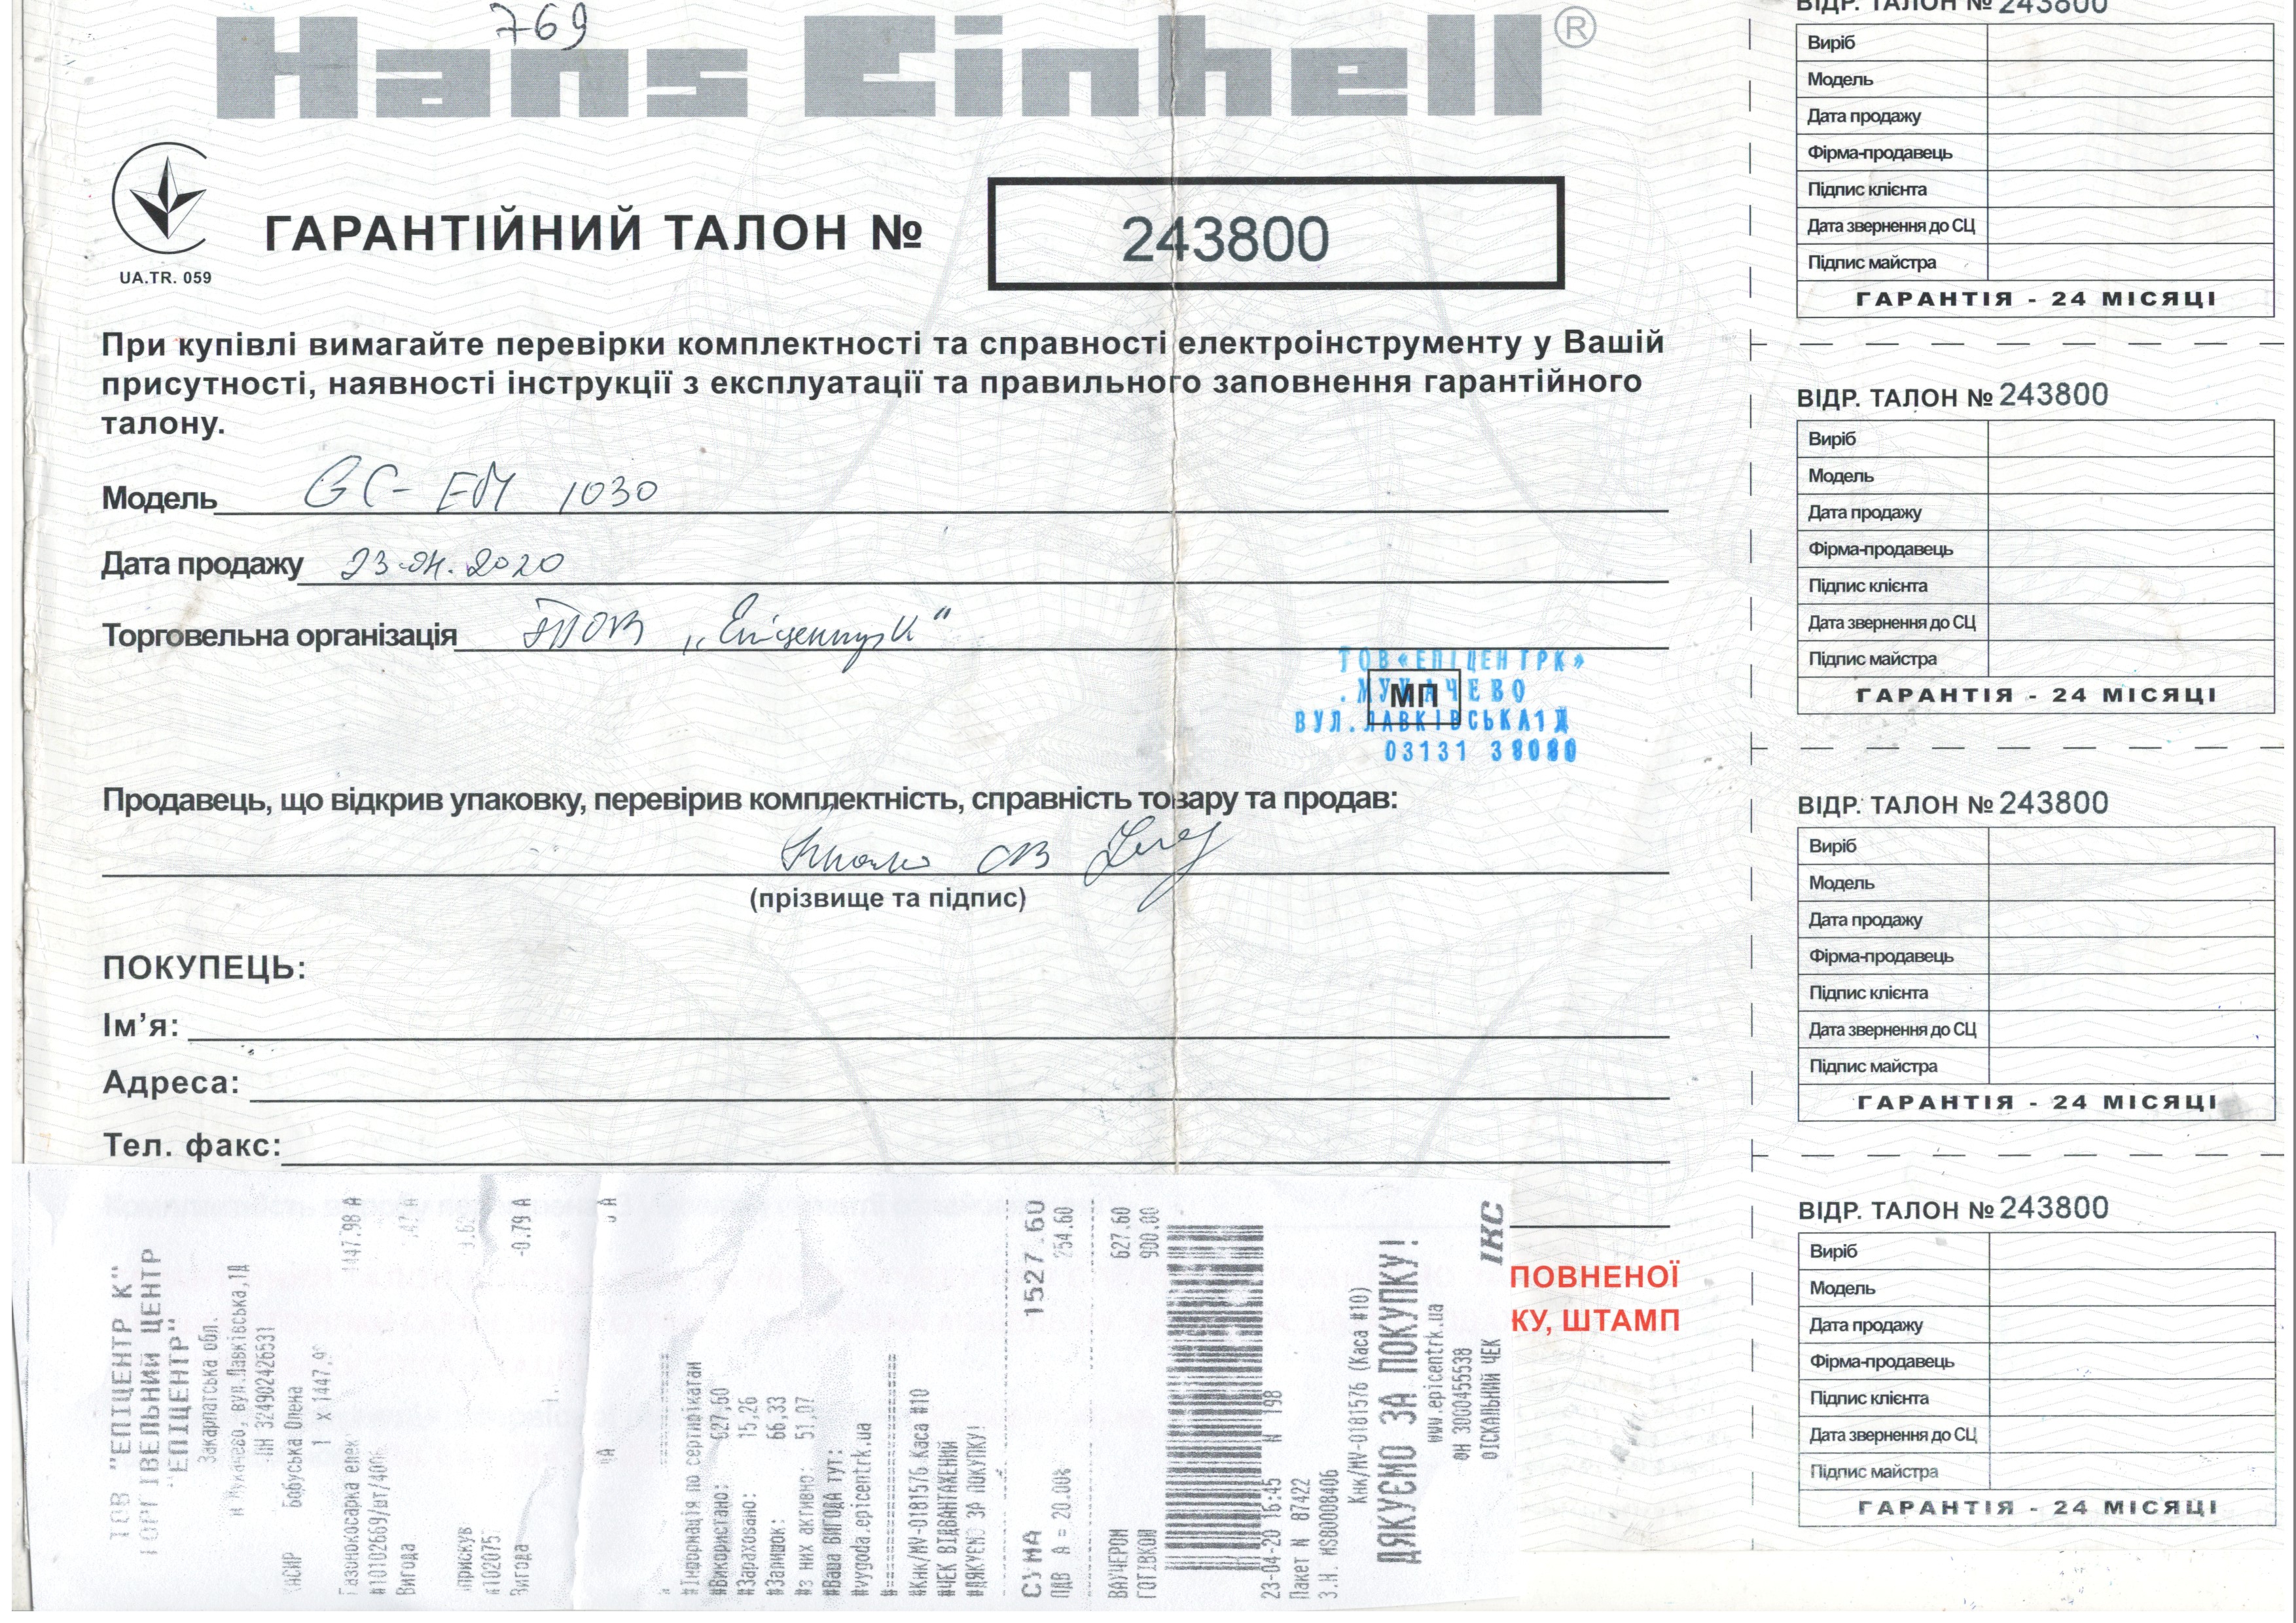 769
Hans Einhell ®
UA.TR. 059
ГАРАНТІЙНИЙ ТАЛОН № 243800
При купівлі вимагайте перевірки комплектності та справності електроінструменту у Вашій
присутності, наявності інструкції з експлуатації та правильного заповнення гарантійного
талону.
Модель GC-EM 1030
Дата продажу 23.04.2020
Торговельна організація ТОВ „Епіцентр К"
ТОВ«ЕПІЦЕНТРК»
.МУКАЧЕВО
МП
ВУЛ.ЛАВКІВСЬКА1Д
03131 38080
Продавець, що відкрив упаковку, перевірив комплектність, справність товару та продав:
(прізвище та підпис)
ПОКУПЕЦЬ:
Ім’я:
Адреса:
Тел. факс:
ПОВНЕНОЇ
КУ, ШТАМП
ТОВ "ЕПІЦЕНТР К"
ТОРГІВЕЛЬНИЙ ЦЕНТР
"ЕПІЦЕНТР"
Закарпатська обл.
м Мукачево, вул.Лавківська,1Д
ПН 324902426531
КАСИР Бабуська Олена
1 x 1447.9
Газонокосарка елек 1447.98 А
#10102669/шт/400
Вигода
#102075
Вигода -0.79 А
#Інформація по сертифікатам
#Використано: 627,60
#Зараховано: 15,26
#Залишок: 66,33
#з них активно: 51,07
#Ваша ВИГОДА тут:
#vygoda.epicentrk.ua
#Кнк/MV-0181576 Каса #10
#ЧЕК ВІДВАНТАЖЕНИЙ
#ДЯКУЄМО ЗА ПОКУПКУ!
СУМА 1527.60
ПДВ А = 20.00% 254.60
ВАУЧЕРОМ 627.60
ГОТІВКОЮ 900.00
23-04-20 16:45 N 198
Пакет N 87422
З.Н. MS80008406
Кнк/MV-0181576 (Каса #10)
ДЯКУЄМО ЗА ПОКУПКУ!
www.epicentrk.ua
ФН 3000455538
ФІСКАЛЬНИЙ ЧЕК
ІКС
ВІДР. ТАЛОН № 243800
Виріб
Модель
Дата продажу
Фірма-продавець
Підпис клієнта
Дата звернення до СЦ
Підпис майстра
ГАРАНТІЯ - 24 МІСЯЦІ
ВІДР. ТАЛОН № 243800
Виріб
Модель
Дата продажу
Фірма-продавець
Підпис клієнта
Дата звернення до СЦ
Підпис майстра
ГАРАНТІЯ - 24 МІСЯЦІ
ВІДР. ТАЛОН № 243800
Виріб
Модель
Дата продажу
Фірма-продавець
Підпис клієнта
Дата звернення до СЦ
Підпис майстра
ГАРАНТІЯ - 24 МІСЯЦІ
ВІДР. ТАЛОН № 243800
Виріб
Модель
Дата продажу
Фірма-продавець
Підпис клієнта
Дата звернення до СЦ
Підпис майстра
ГАРАНТІЯ - 24 МІСЯЦІ